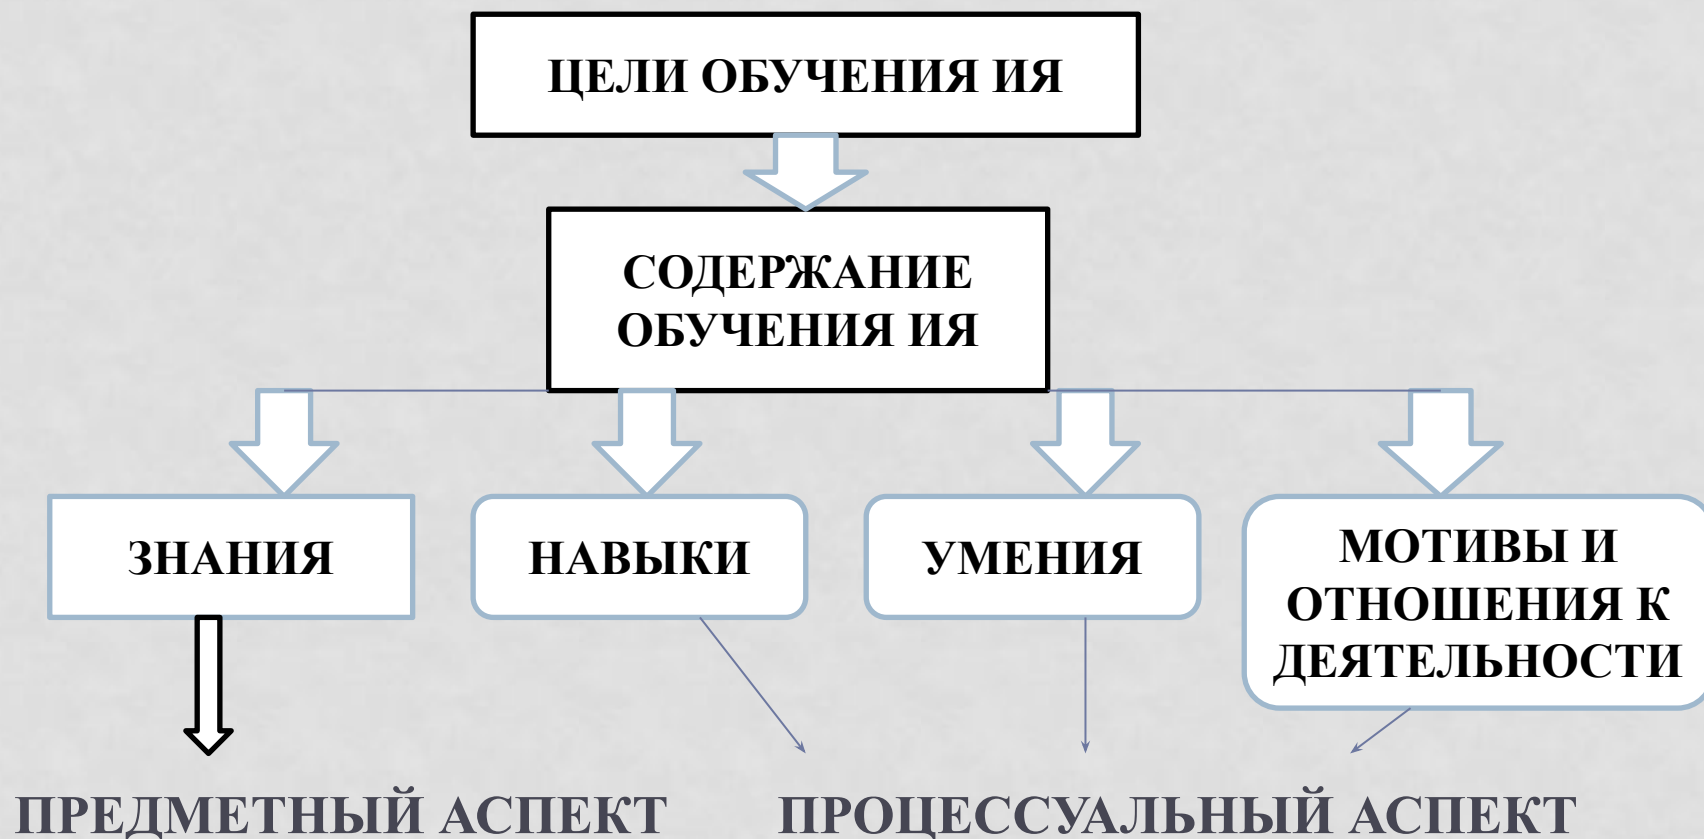 ЦЕЛИ ОБУЧЕНИЯ ИЯ
СОДЕРЖАНИЕ
ОБУЧЕНИЯ ИЯ
ЗНАНИЯ
НАВЫКИ
УМЕНИЯ
МОТИВЫ И
ОТНОШЕНИЯ К
ДЕЯТЕЛЬНОСТИ
ПРЕДМЕТНЫЙ АСПЕКТ
ПРОЦЕССУАЛЬНЫЙ АСПЕКТ